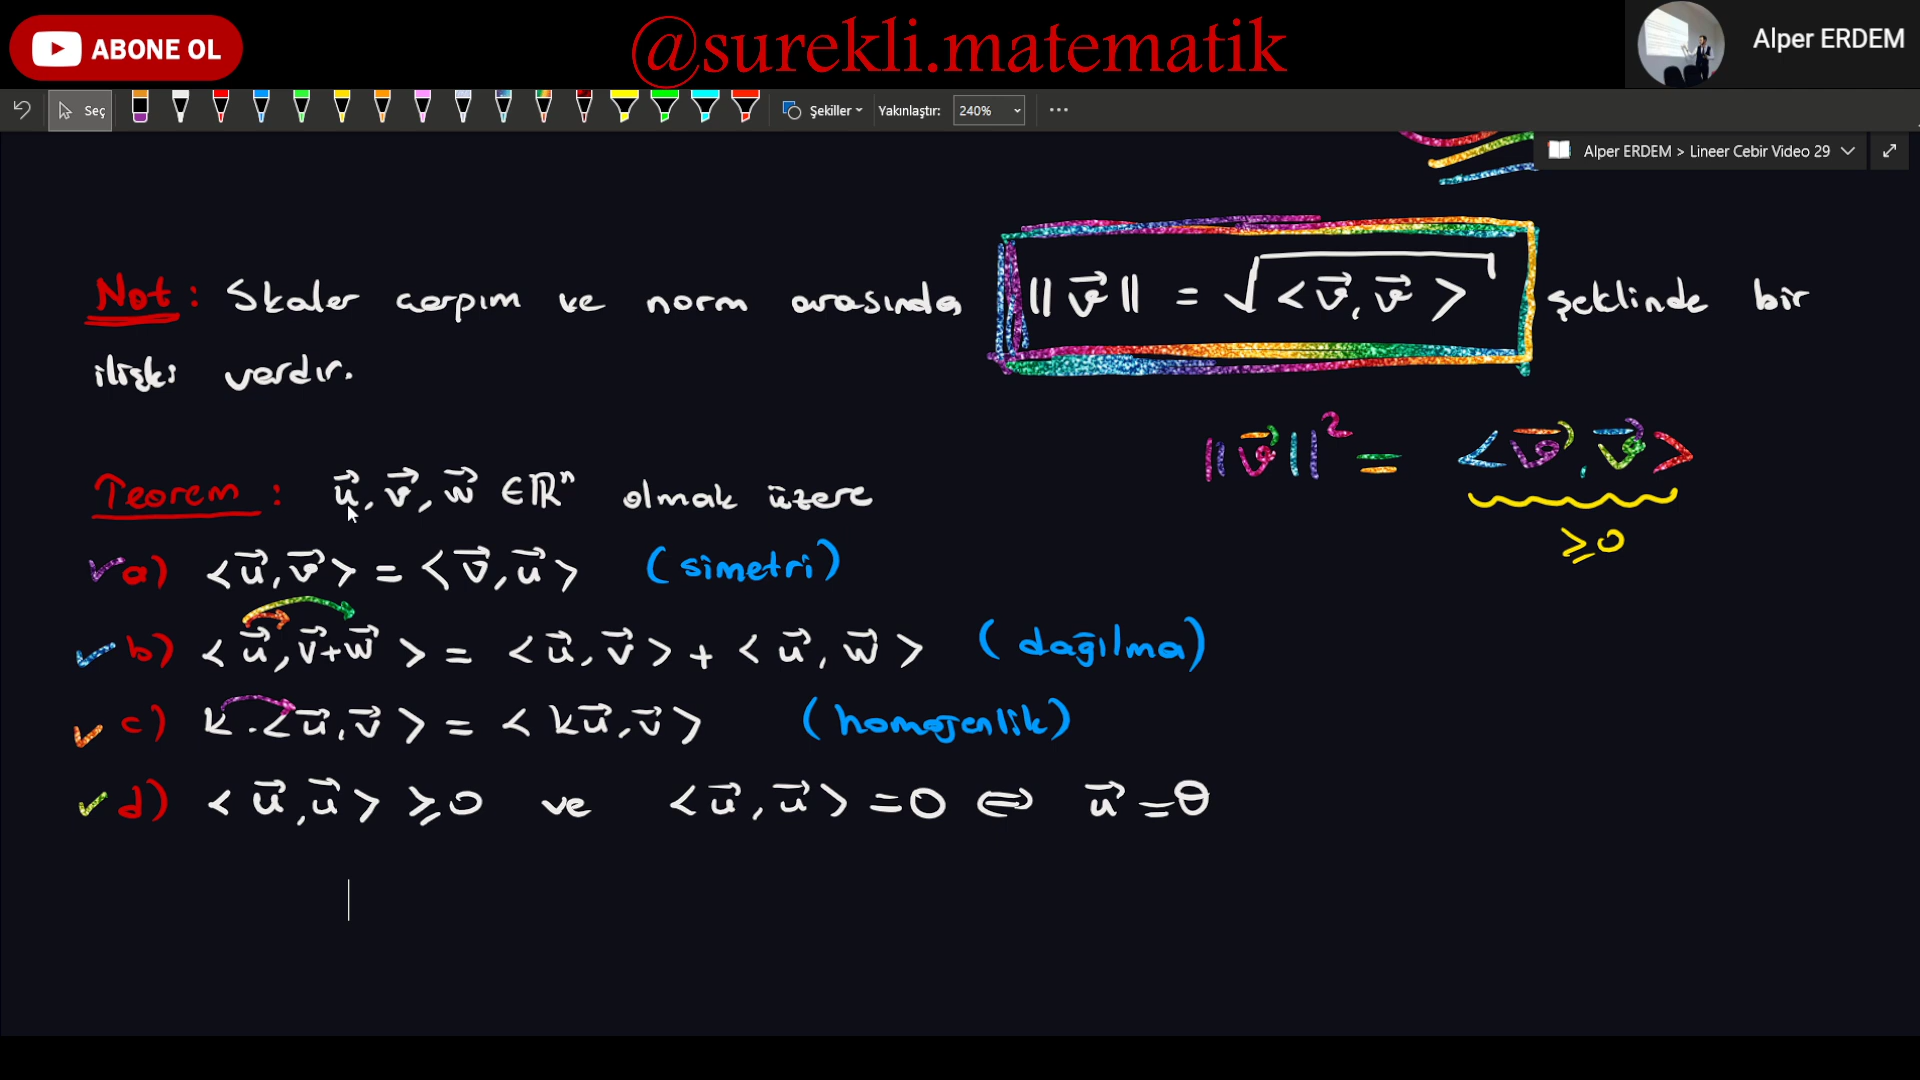 ABONE OL
@surekli.matematik
Alper ERDEM
Seç
Şekiller
Yakınlaştır:
240%
Alper ERDEM > Lineer Cebir Video 29
Not: Skaler çarpım ve norm arasında ||v⃗|| = √<v⃗, v⃗> şeklinde bir
ilişki vardır.
||v⃗||² = <v⃗, v⃗>
≥0
Teorem: u⃗, v⃗, w⃗ ∈ ℝⁿ olmak üzere
a) <u⃗, v⃗> = <v⃗, u⃗> (simetri)
b) <u⃗, v⃗+w⃗> = <u⃗, v⃗> + <u⃗, w⃗> (dağılma)
c) k.<u⃗, v⃗> = <ku⃗, v⃗> (homojenlik)
d) <u⃗, u⃗> ≥0 ve <u⃗, u⃗> =0 ⇔ u⃗ = θ